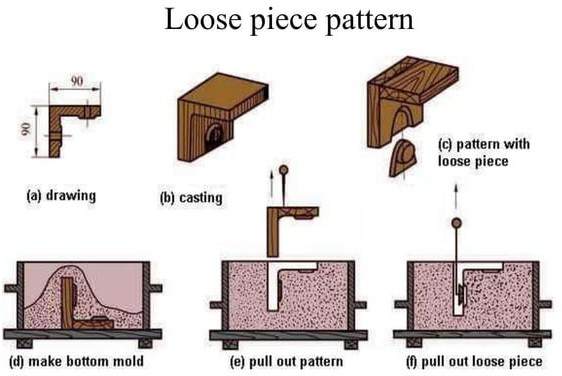 Loose piece pattern
90
90
(a) drawing
(b) casting
(c) pattern with
loose piece
(d) make bottom mold
(e) pull out pattern
(f) pull out loose piece